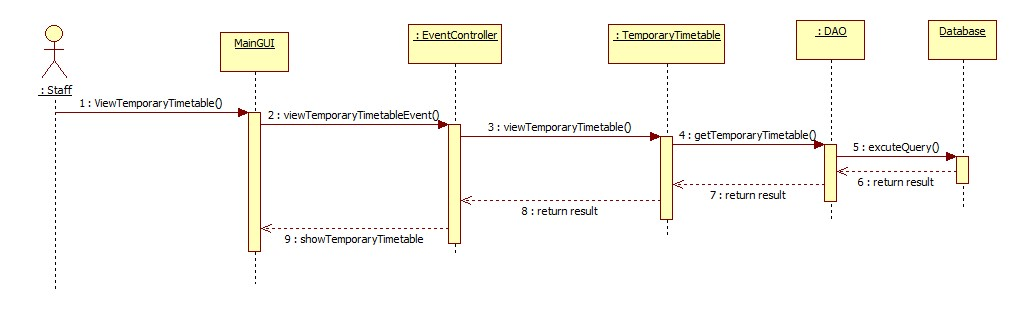 : DAO
Database
: EventController
: TemporaryTimetable
MainGUI
: Staff
1 : ViewTemporaryTimetable()
2 : viewTemporaryTimetableEvent()
3 : viewTemporaryTimetable()
4 : getTemporaryTimetable()
5 : excuteQuery()
6 : return result
7 : return result
8 : return result
9 : showTemporaryTimetable